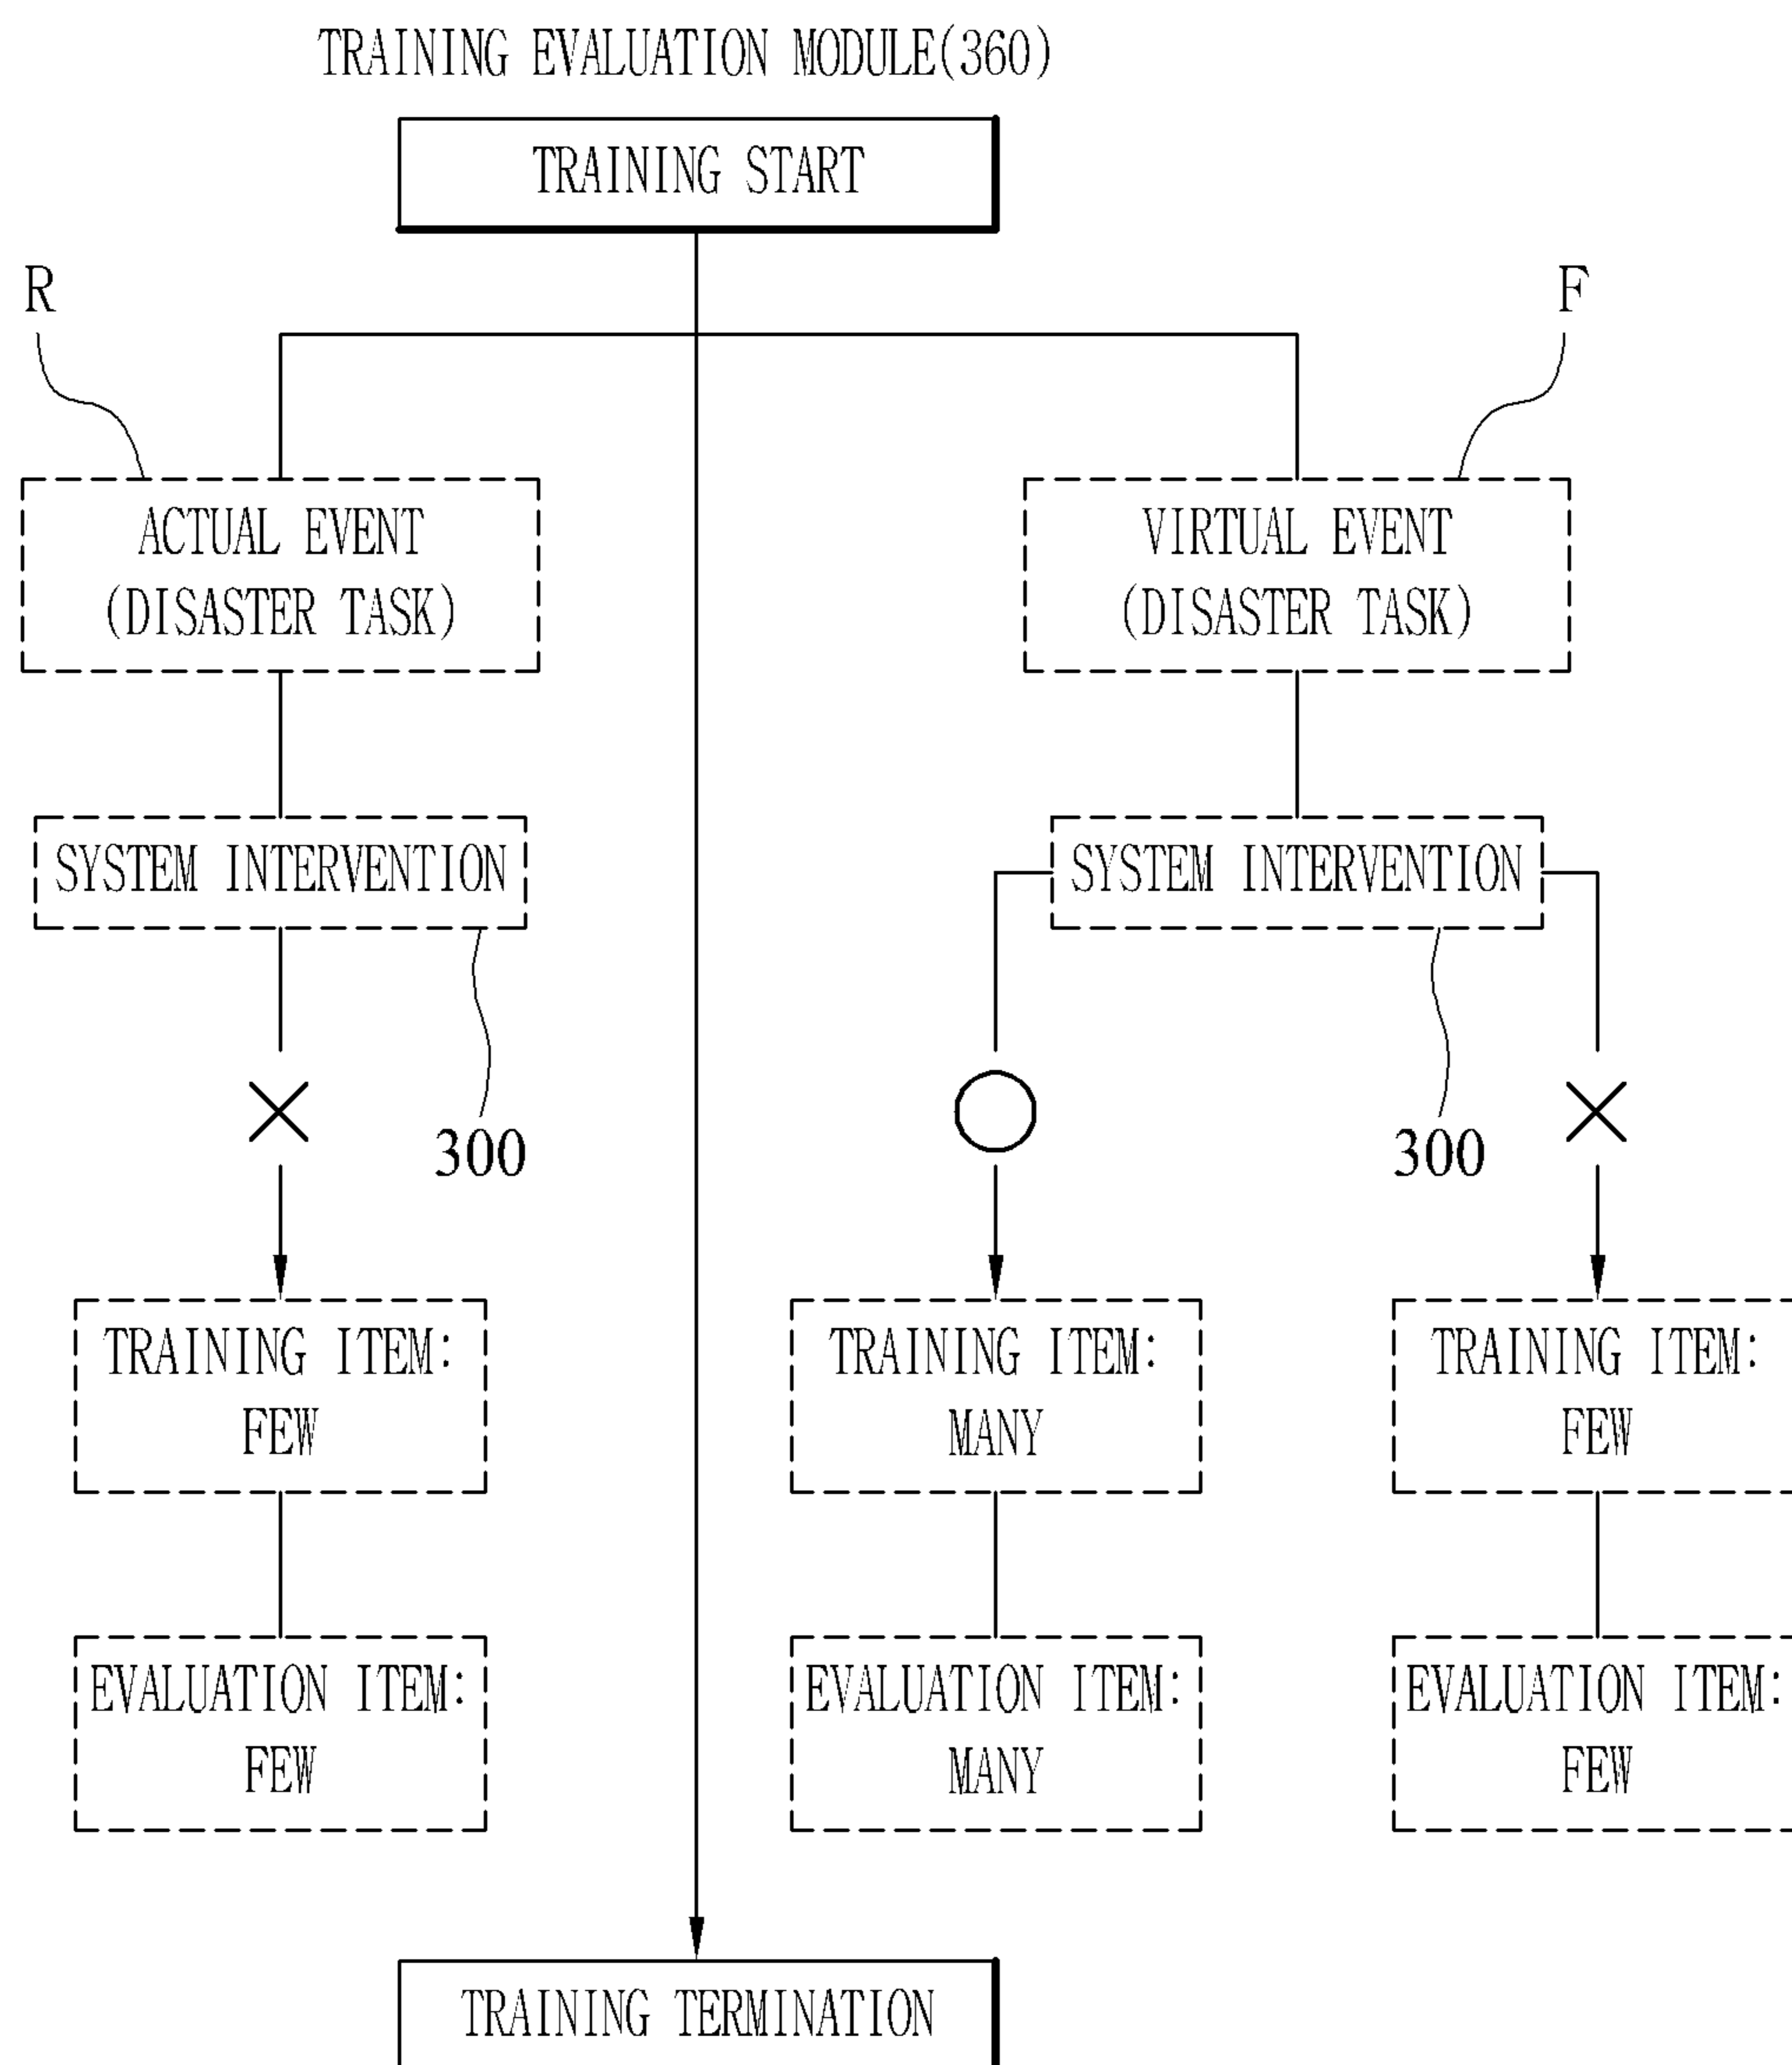 TRAINING EVALUATION MODULE(360)
TRAINING START
R
F
ACTUAL EVENT
(DISASTER TASK)
VIRTUAL EVENT
(DISASTER TASK)
SYSTEM INTERVENTION
SYSTEM INTERVENTION
300
300
TRAINING ITEM:
FEW
TRAINING ITEM:
MANY
TRAINING ITEM:
FEW
EVALUATION ITEM:
FEW
EVALUATION ITEM:
MANY
EVALUATION ITEM:
FEW
TRAINING TERMINATION